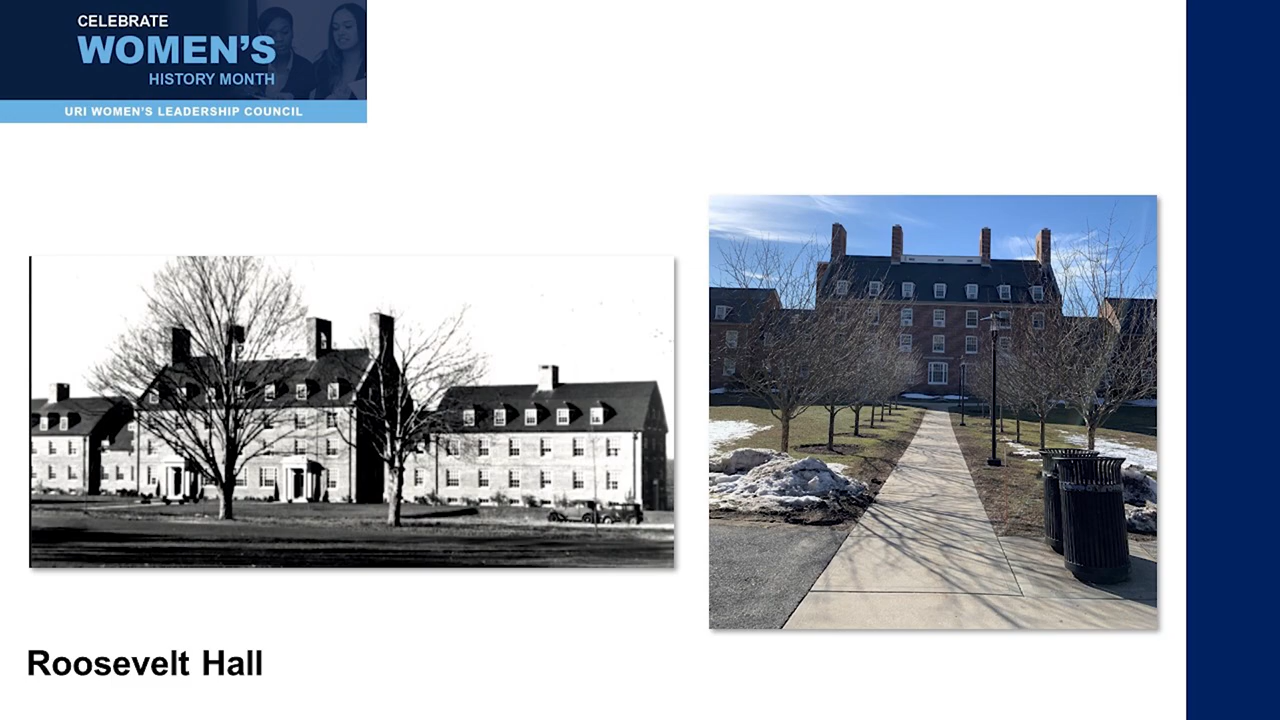 CELEBRATE
WOMEN'S
HISTORY MONTH
URI WOMEN'S LEADERSHIP COUNCIL
Roosevelt Hall